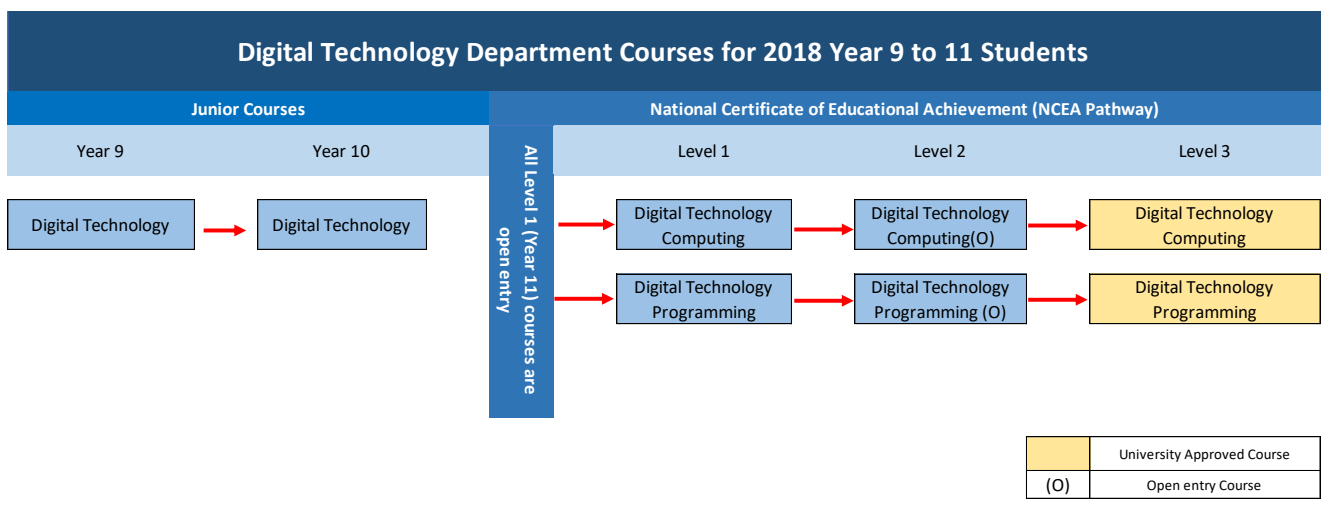 Digital Technology Department Courses for 2018 Year 9 to 11 Students
Junior Courses
National Certificate of Educational Achievement (NCEA Pathway)
Year 9
Year 10
All Level 1 (Year 11) courses are
open entry
Level 1
Level 2
Level 3
Digital Technology
Digital Technology
Digital Technology
Computing
Digital Technology
Computing(O)
Digital Technology
Computing
Digital Technology
Programming
Digital Technology
Programming (O)
Digital Technology
Programming
University Approved Course
(O)
Open entry Course